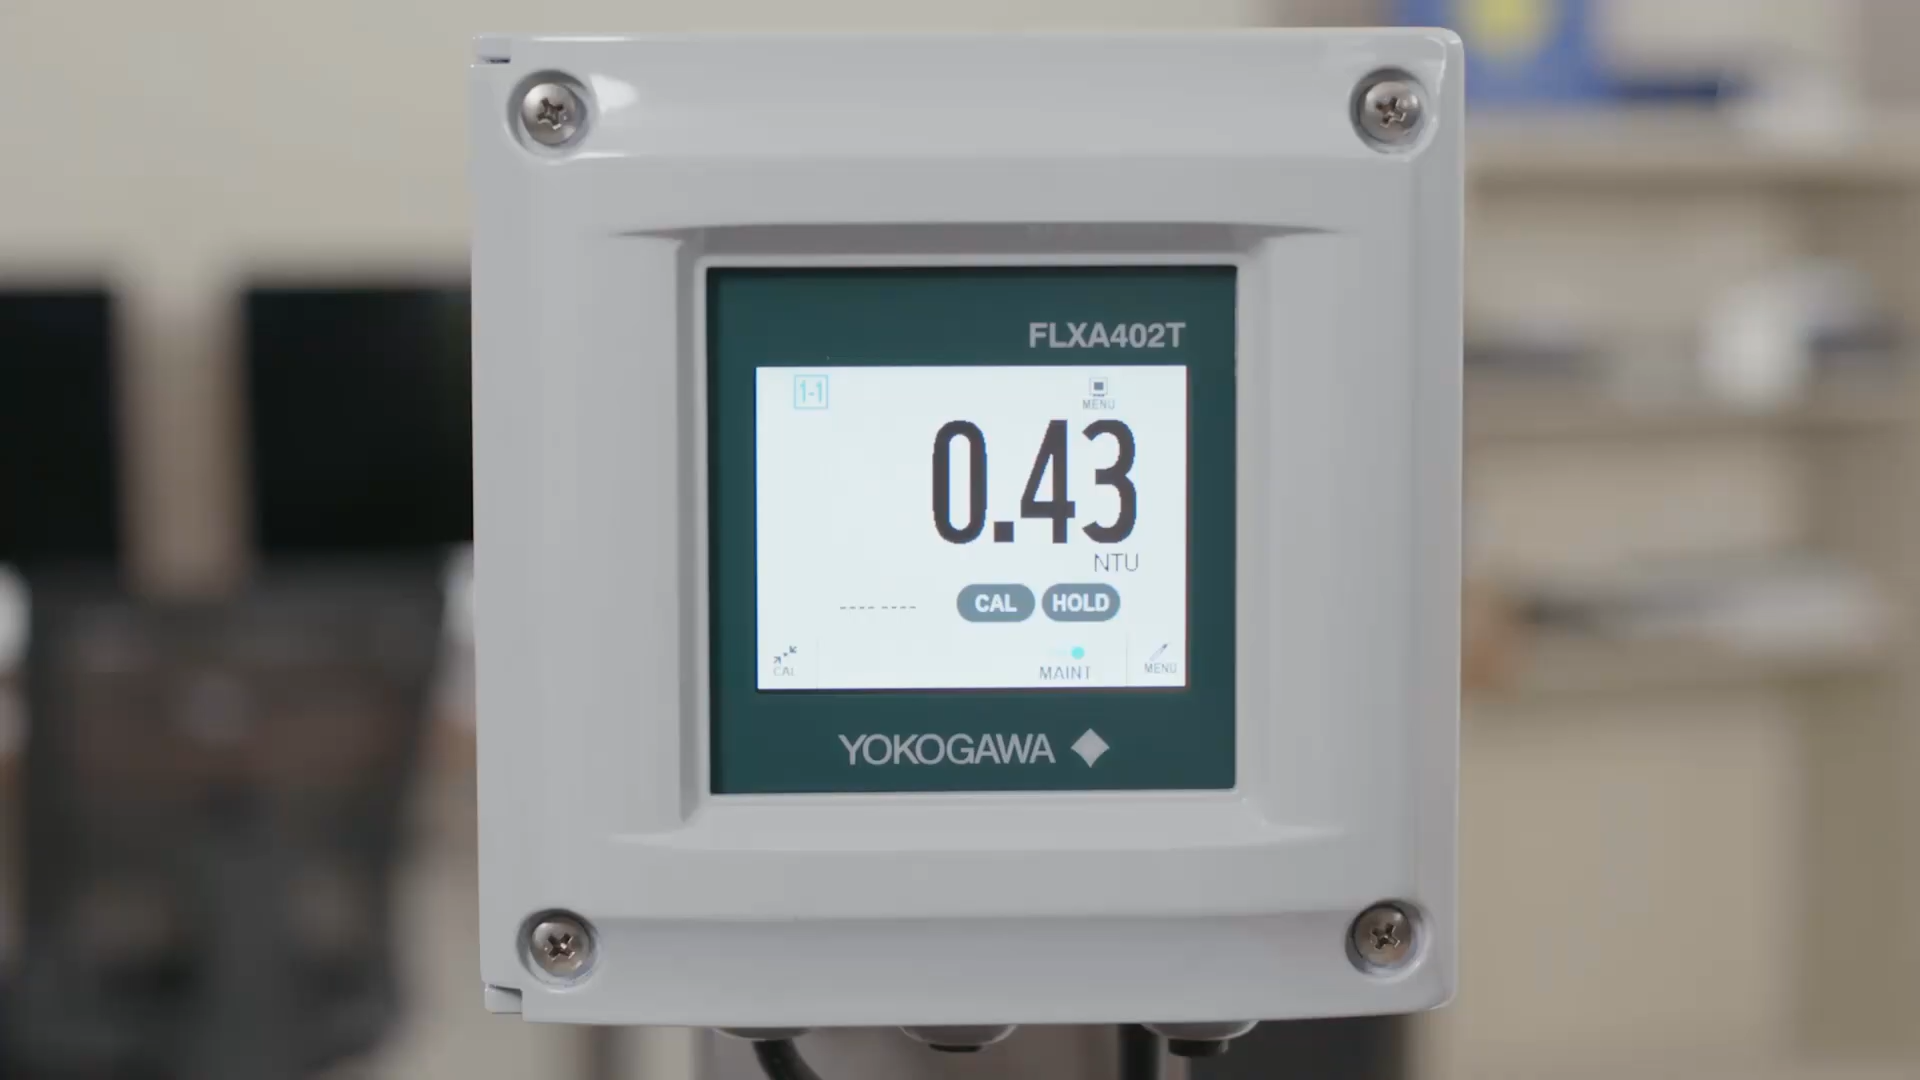 FLXA402T
1-1
MENU
0.43
NTU
CAL HOLD
CAL
MAINT
MENU
YOKOGAWA